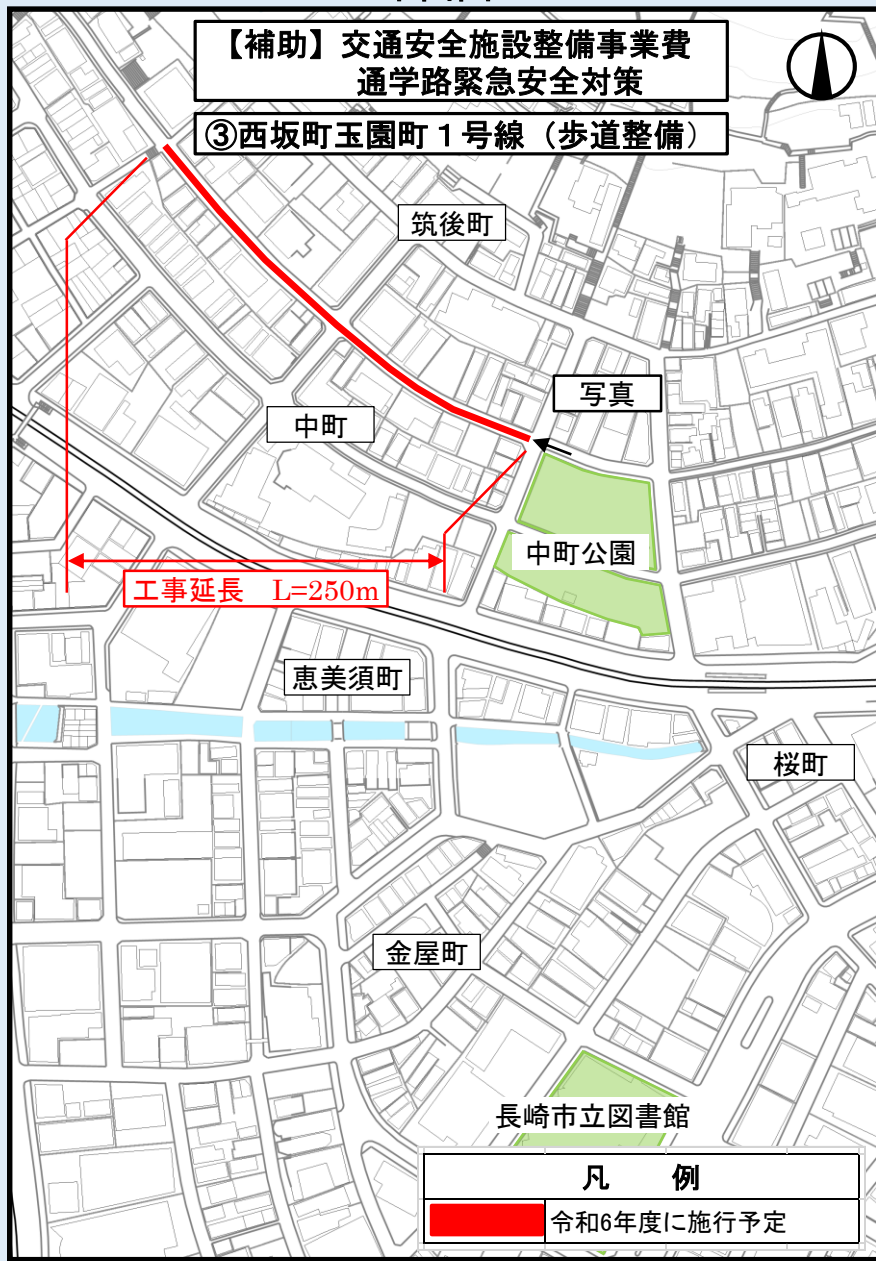 【補助】交通安全施設整備事業費
通学路緊急安全対策
③西坂町玉園町１号線（歩道整備）
筑後町
写真
中町
中町公園
工事延長　L=250m
恵美須町
桜町
金屋町
長崎市立図書館
凡　例
令和6年度に施行予定